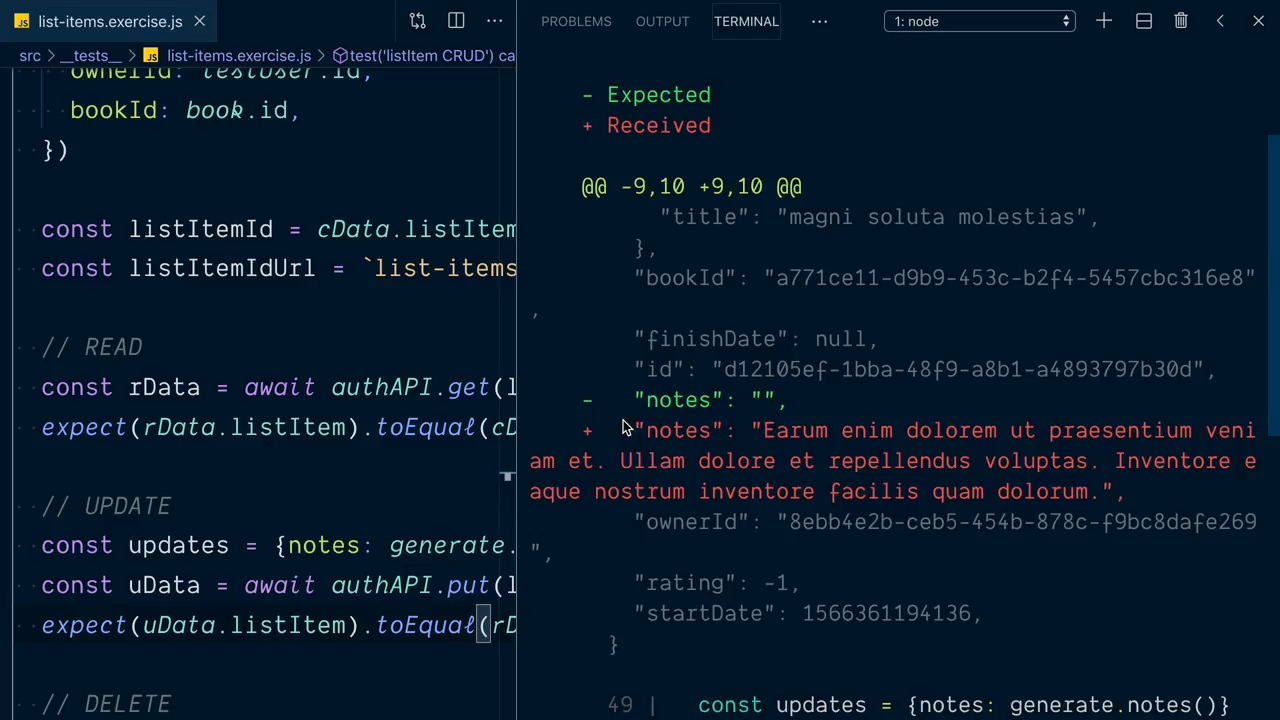 JS list-items.exercise.js
src > __tests__ > JS list-items.exercise.js > test('listItem CRUD') ca
ownerId: testUser.id,
bookId: book.id,
})
const listItemId = cData.listItem
const listItemIdUrl = `list-items
// READ
const rData = await authAPI.get(l
expect(rData.listItem).toEqual(cD
// UPDATE
const updates = {notes: generate.
const uData = await authAPI.put(l
expect(uData.listItem).toEqual(rD
// DELETE
PROBLEMS OUTPUT TERMINAL ··· 1: node
- Expected
+ Received
@@ -9,10 +9,10 @@
"title": "magni soluta molestias",
},
"bookId": "a771ce11-d9b9-453c-b2f4-5457cbc316e8"
,
"finishDate": null,
"id": "d12105ef-1bba-48f9-a8b1-a4893797b30d",
- "notes": "",
+ "notes": "Earum enim dolorem ut praesentium veni
am et. Ullam dolore et repellendus voluptas. Inventore e
aque nostrum inventore facilis quam dolorum.",
"ownerId": "8ebb4e2b-ceb5-454b-878c-f9bc8dafe269
",
"rating": -1,
"startDate": 1566361194136,
}
49 | const updates = {notes: generate.notes()}